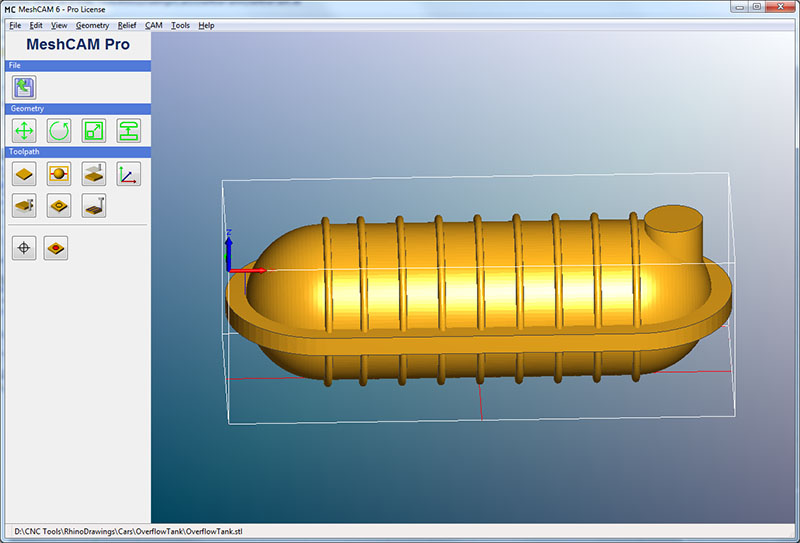 MC MeshCAM 6 - Pro License
File Edit View Geometry Relief CAM Tools Help
MeshCAM Pro
File
Geometry
Toolpath
Z
D:\CNC Tools\RhinoDrawings\Cars\OverflowTank\OverflowTank.stl